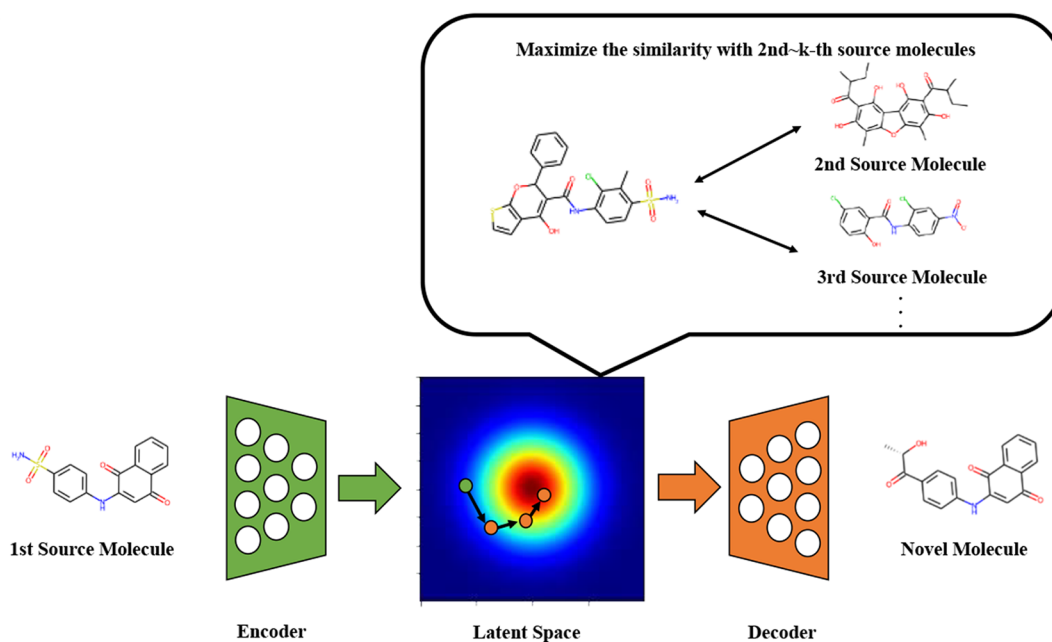 Maximize the similarity with 2nd~k-th source molecules
2nd Source Molecule
3rd Source Molecule
1st Source Molecule
Novel Molecule
Encoder
Latent Space
Decoder